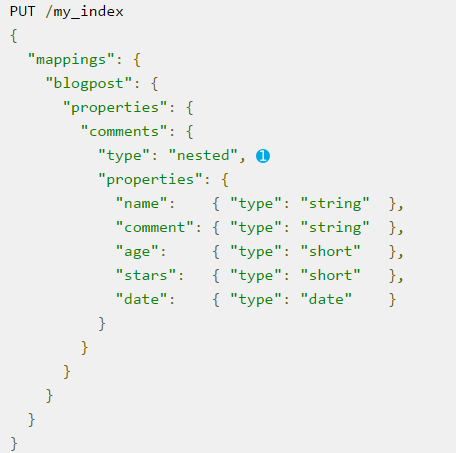 PUT /my_index
{
  "mappings": {
    "blogpost": {
      "properties": {
        "comments": {
          "type": "nested", ❶
          "properties": {
            "name":    { "type": "string"  },
            "comment": { "type": "string"  },
            "age":     { "type": "short"   },
            "stars":   { "type": "short"   },
            "date":    { "type": "date"    }
          }
        }
      }
    }
  }
}